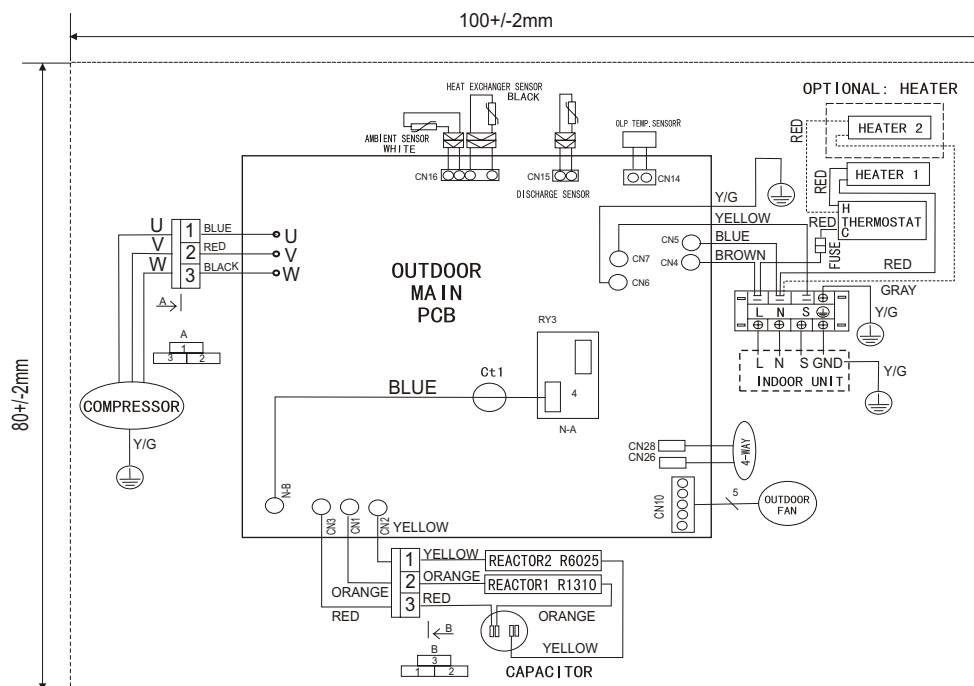 100+/-2mm
80+/-2mm
HEAT EXCHANGER SENSOR
BLACK
AMBIENT SENSOR
WHITE
OLP TEMP.SENSORR
OPTIONAL: HEATER
HEATER 2
RED
HEATER 1
RED
H
THERMOSTAT
C
RED
FUSE
RED
GRAY
CN16
CN15
CN14
DISCHARGE SENSOR
Y/G
YELLOW
BLUE
BROWN
CN5
CN4
CN7
CN6
L N S
Y/G
L N S GND
INDOOR UNIT
Y/G
U
V
W
1
2
3
BLUE
RED
BLACK
U
V
W
A
A
1
3 2
COMPRESSOR
Y/G
OUTDOOR
MAIN
PCB
RY3
Ct1
BLUE
4
N-A
CN28
CN26
4-WAY
CN10
5
OUTDOOR
FAN
N-B
CN3
CN1
CN2
YELLOW
ORANGE
RED
1
2
3
YELLOW
ORANGE
RED
REACTOR2 R6025
REACTOR1 R1310
ORANGE
YELLOW
CAPACITOR
B
B
3
1 2